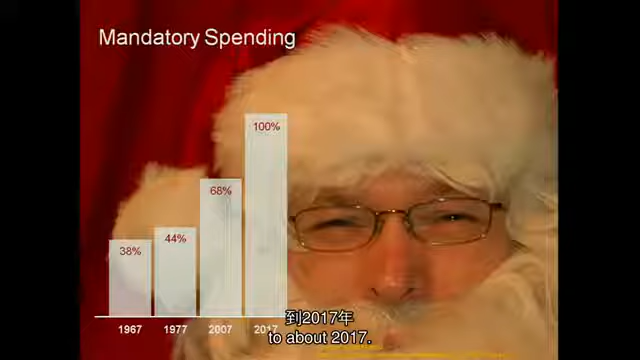 Mandatory Spending
100%
68%
44%
38%
1967 1977 2007 2017
到2017年
to about 2017.